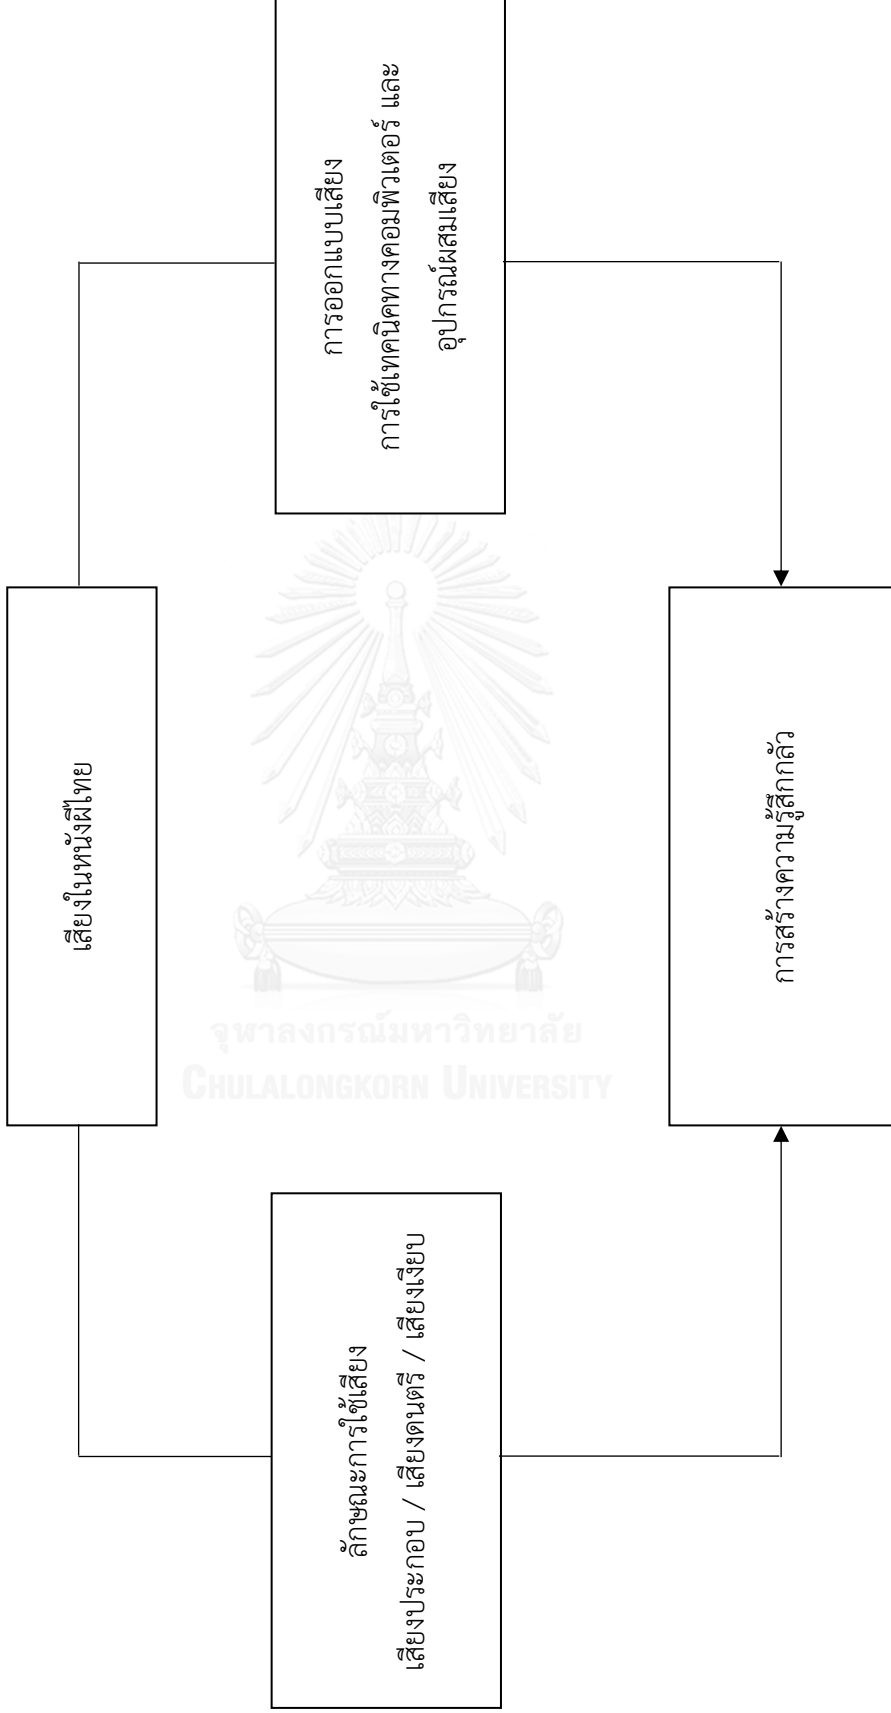 เสียงในหนังผีไทย
ลักษณะการใช้เสียง
เสียงประกอบ / เสียงดนตรี / เสียงเงียบ
การออกแบบเสียง
การใช้เทคนิคทางคอมพิวเตอร์ และ
อุปกรณ์ผสมเสียง
การสร้างความรู้สึกกลัว
จุฬาลงกรณ์มหาวิทยาลัย
CHULALONGKORN UNIVERSITY